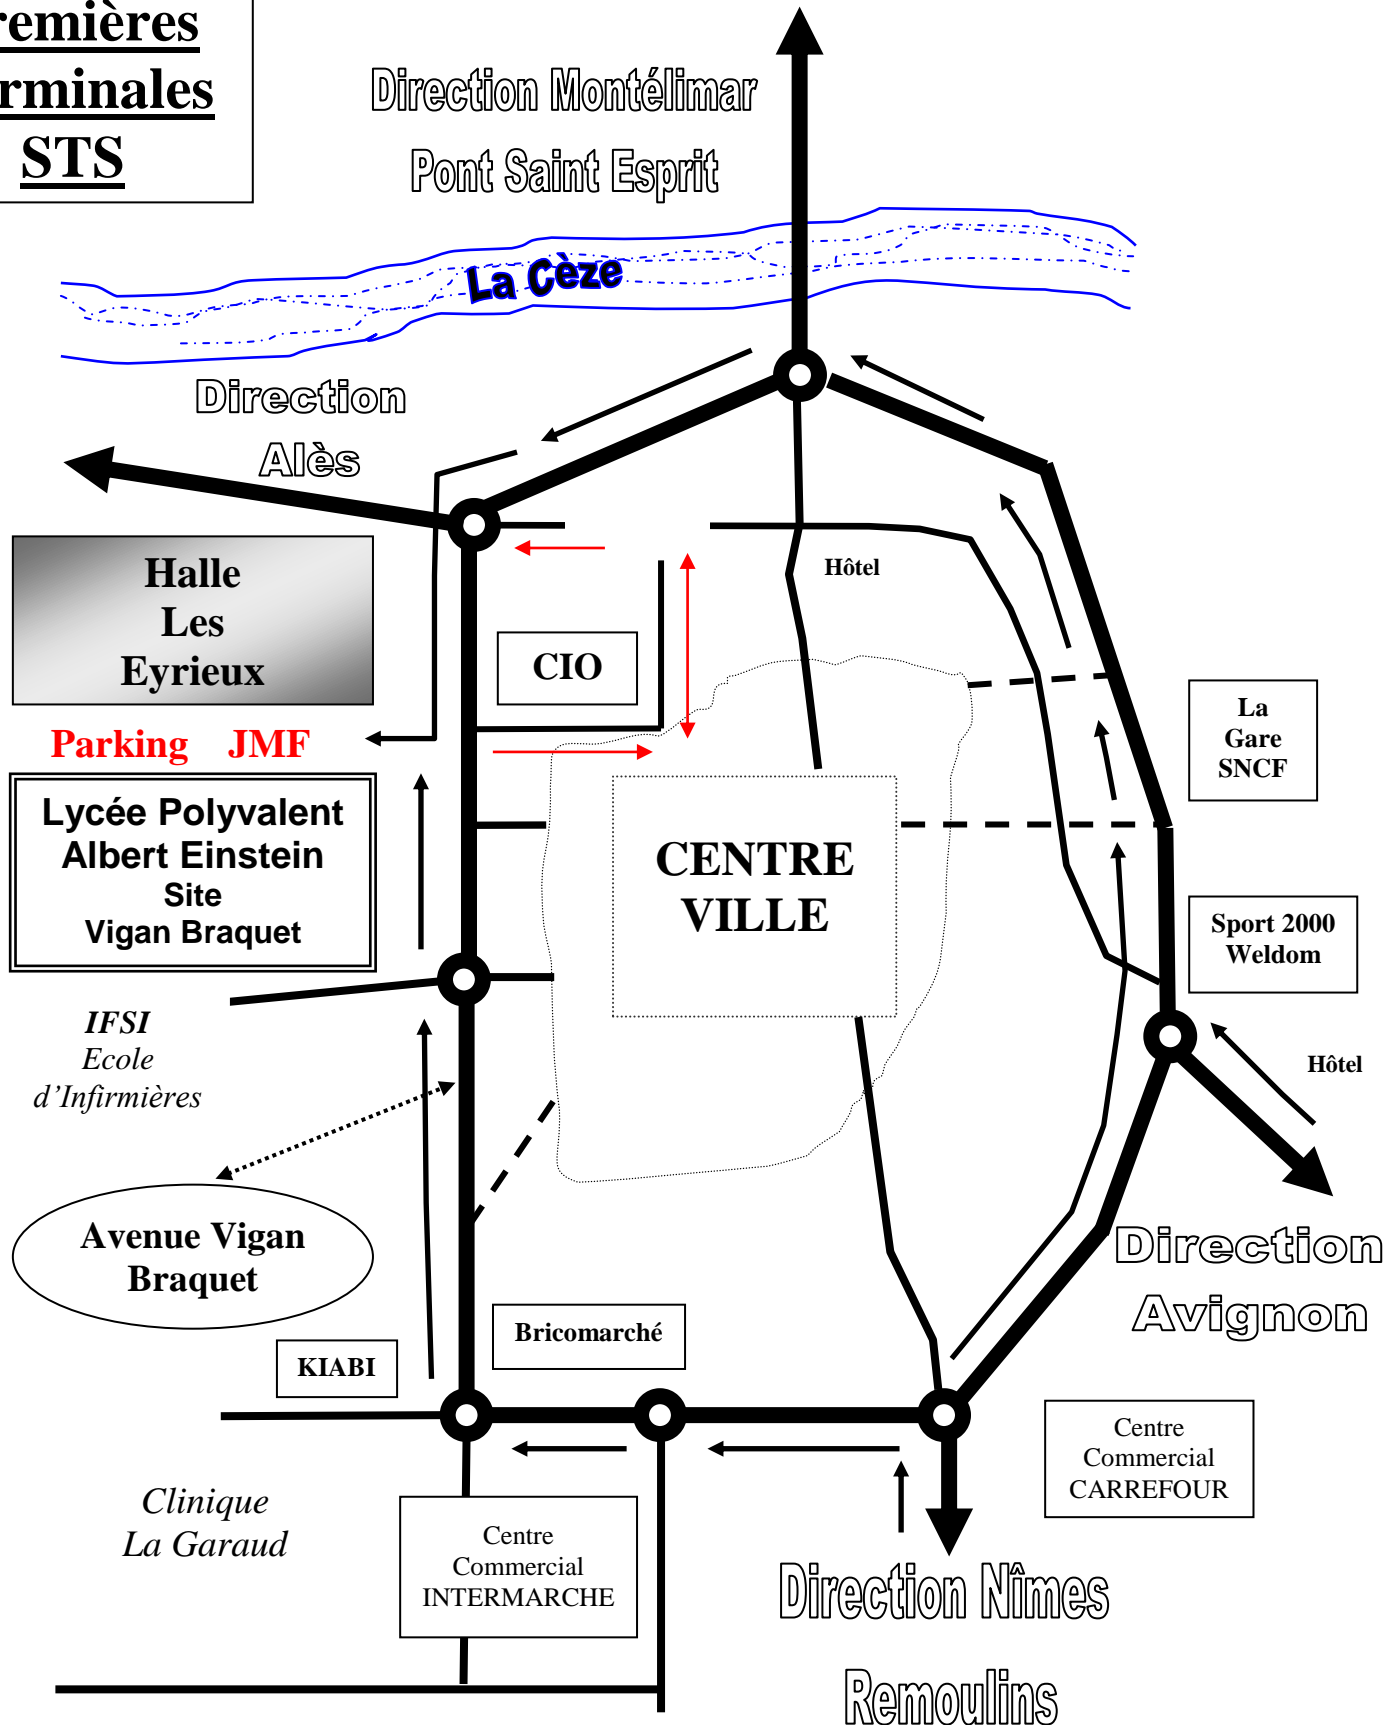 remières
rminales
STS
Direction Montélimar
Pont Saint Esprit
La Cèze
Direction
Alès
Halle
Les
Eyrieux
Hôtel
CIO
Parking JMF
La
Gare
SNCF
Lycée Polyvalent
Albert Einstein
Site
Vigan Braquet
CENTRE
VILLE
Sport 2000
Weldom
IFSI
Ecole
d'Infirmières
Hôtel
Avenue Vigan
Braquet
Direction
Avignon
Bricomarché
KIABI
Centre
Commercial
CARREFOUR
Clinique
La Garaud
Centre
Commercial
INTERMARCHE
Direction Nîmes
Remoulins